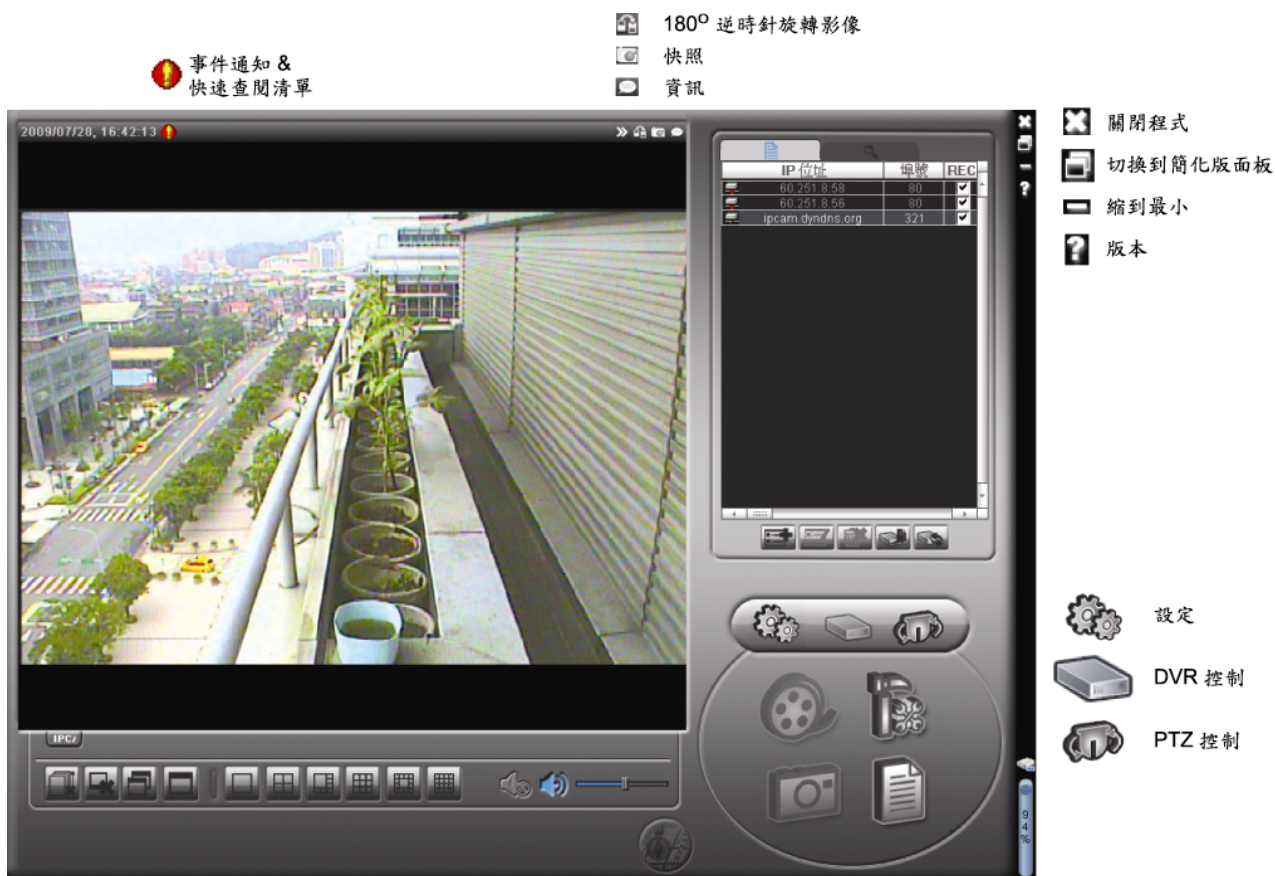 180º 逆時針旋轉影像
快照
資訊
事件通知 &
快速查閱清單
2009/07/28, 16:42:13
IP 位址 埠號 REC
60.251.8.58 80
60.251.8.56 80
ipcam.dyndns.org 321
關閉程式
切換到簡化版面板
縮到最小
版本
設定
DVR 控制
PTZ 控制
IPC/
94%